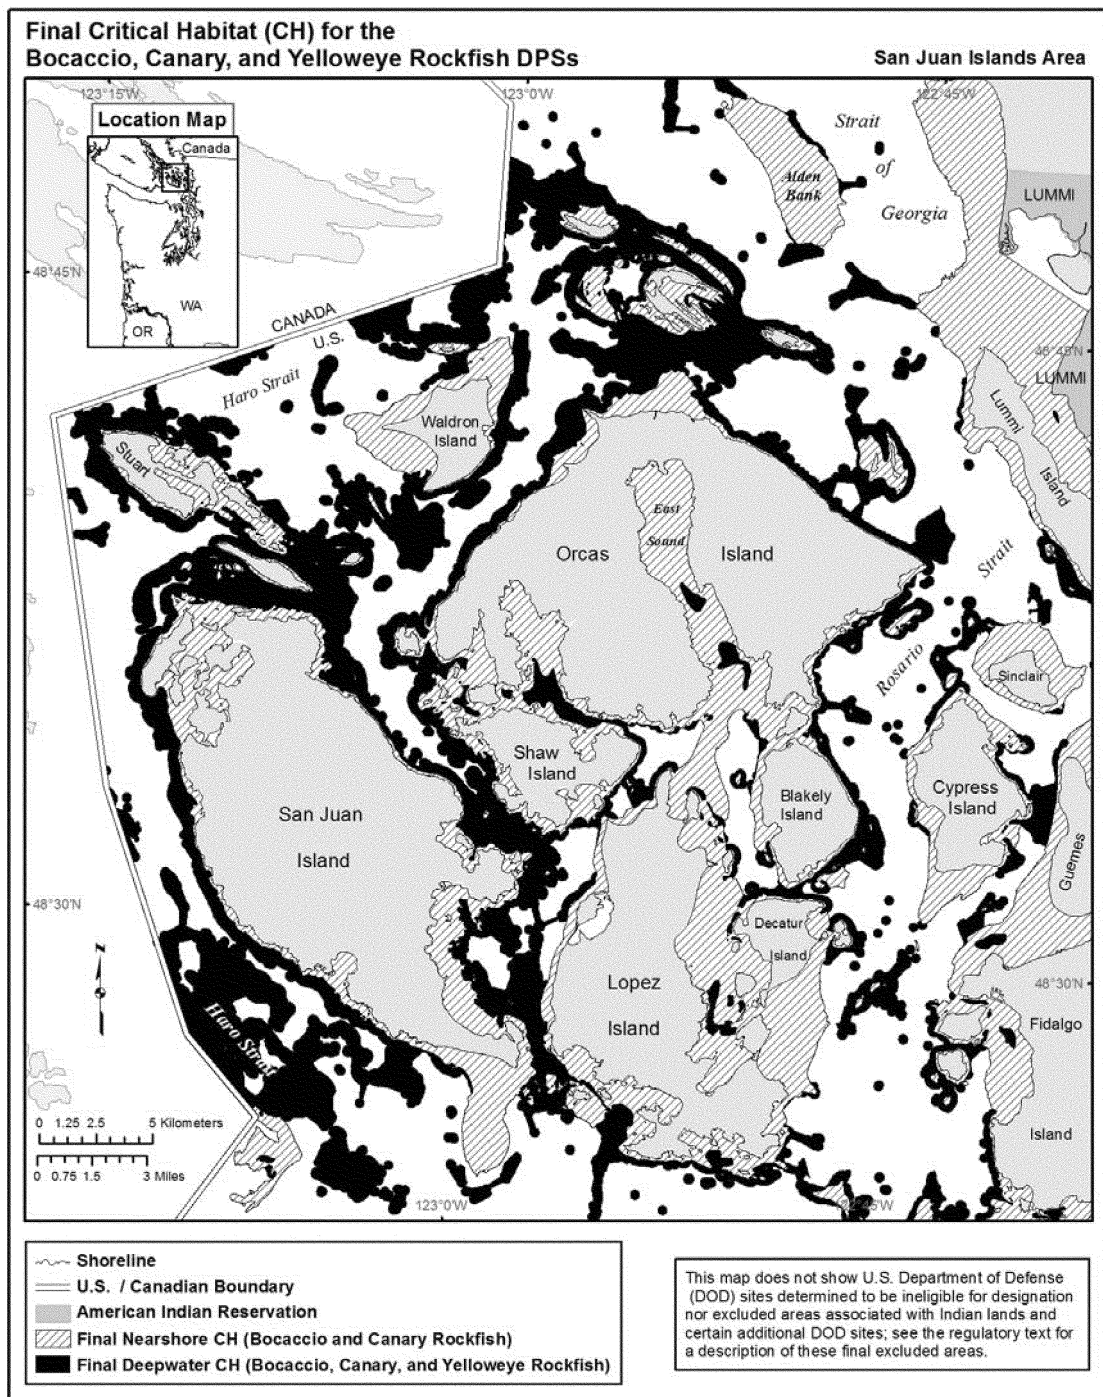 Final Critical Habitat (CH) for the
Bocaccio, Canary, and Yelloweye Rockfish DPSs
San Juan Islands Area
123°15'W
123°0'W
122°45'W
Location Map
Canada
WA
OR
Strait
of
Georgia
Alden
Bank
LUMMI
48°45'N
CANADA
U.S.
Haro Strait
48°45'N
LUMMI
Waldron
Island
Lummi
Island
Stuart
East
Sound
Orcas
Island
Strait
Rosario
Sinclair
Shaw
Island
San Juan
Island
Blakely
Island
Cypress
Island
Guemes
48°30'N
Decatur
Island
N
Lopez
Island
48°30'N
Fidalgo
Island
Haro Strait
0 1.25 2.5 5 Kilometers
0 0.75 1.5 3 Miles
123°0'W
122°45'W
Shoreline
U.S. / Canadian Boundary
American Indian Reservation
Final Nearshore CH (Bocaccio and Canary Rockfish)
Final Deepwater CH (Bocaccio, Canary, and Yelloweye Rockfish)
This map does not show U.S. Department of Defense
(DOD) sites determined to be ineligible for designation
nor excluded areas associated with Indian lands and
certain additional DOD sites; see the regulatory text for
a description of these final excluded areas.